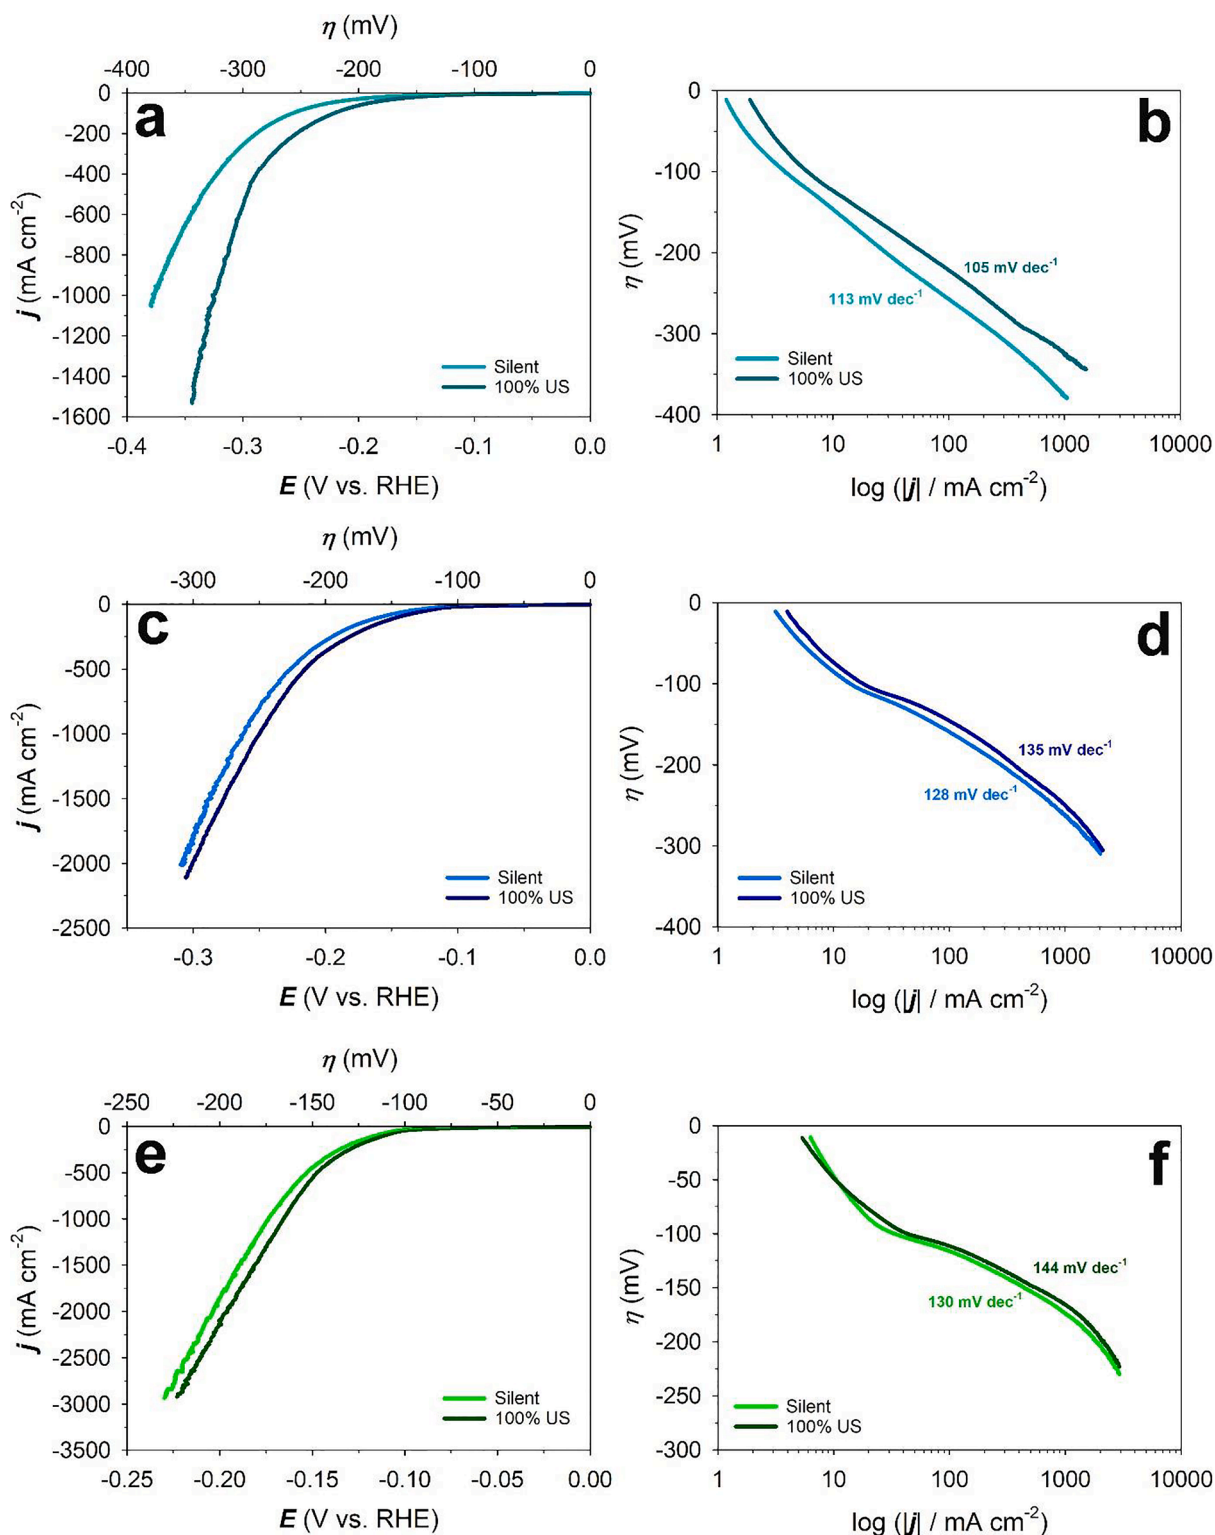 η (mV)
-400 -300 -200 -100 0
0
-200
-400
-600
-800
-1000
-1200
-1400
-1600
j (mA cm-2)
a
Silent
100% US
-0.4 -0.3 -0.2 -0.1 0.0
E (V vs. RHE)
0
-100
-200
-300
-400
η (mV)
b
105 mV dec-1
113 mV dec-1
Silent
100% US
1 10 100 1000 10000
log (|j| / mA cm-2)
η (mV)
-300 -200 -100 0
0
-500
-1000
-1500
-2000
-2500
j (mA cm-2)
c
Silent
100% US
-0.3 -0.2 -0.1 0.0
E (V vs. RHE)
0
-100
-200
-300
-400
η (mV)
d
135 mV dec-1
128 mV dec-1
Silent
100% US
1 10 100 1000 10000
log (|j| / mA cm-2)
η (mV)
-250 -200 -150 -100 -50 0
0
-500
-1000
-1500
-2000
-2500
-3000
-3500
j (mA cm-2)
e
Silent
100% US
-0.25 -0.20 -0.15 -0.10 -0.05 0.00
E (V vs. RHE)
0
-50
-100
-150
-200
-250
-300
η (mV)
f
144 mV dec-1
130 mV dec-1
Silent
100% US
1 10 100 1000 10000
log (|j| / mA cm-2)